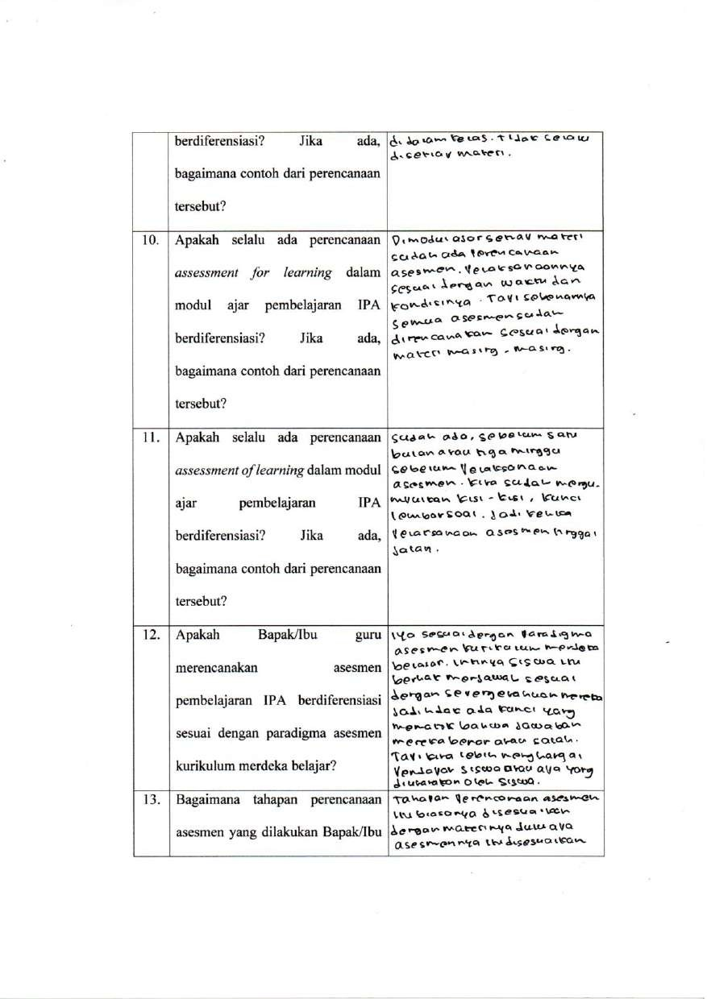 berdiferensiasi? Jika ada,
bagaimana contoh dari perencanaan
tersebut?
di dalam kelas. Tidak selalu
disetiap materi.
10.
Apakah selalu ada perencanaan
assessment for learning dalam
modul ajar pembelajaran IPA
berdiferensiasi? Jika ada,
bagaimana contoh dari perencanaan
tersebut?
Dimodul ajar setiap materi
sudah ada perencanaan
asesmen. Pelaksanaannya
sesuai dengan waktu dan
kondisinya. Tapi sebenarnya
semua asesmen sudah
direncanakan sesuai dengan
materi masing - masing.
11.
Apakah selalu ada perencanaan
assessment of learning dalam modul
ajar pembelajaran IPA
berdiferensiasi? Jika ada,
bagaimana contoh dari perencanaan
tersebut?
Sudah ada, sebelum satu
bulan atau tiga minggu
sebelum pelaksanaan
asesmen. Kita sudah mengu-
mpulkan kisi - kisi, kunci
lembar soal. Jadi ketika
pelaksanaan asesmen tinggal
jalan.
12.
Apakah Bapak/Ibu guru
merencanakan asesmen
pembelajaran IPA berdiferensiasi
sesuai dengan paradigma asesmen
kurikulum merdeka belajar?
Iya sesuai dengan paradigma
asesmen kurikulum merdeka
belajar. Intinya siswa itu
berhak menjawab sesuai
dengan sepengetahuan mereka
Jadi tidak ada kunci yang
bahwa jawaban
mereka benar atau salah.
Tapi kita lebih menghargai
pendapat siswa atau apa yang
diutarakan oleh siswa.
13.
Bagaimana tahapan perencanaan
asesmen yang dilakukan Bapak/Ibu
Tahapan perencanaan asesmen
itu biasanya disesuaikan
dengan materinya dulu apa
asesmennya itu disesuaikan